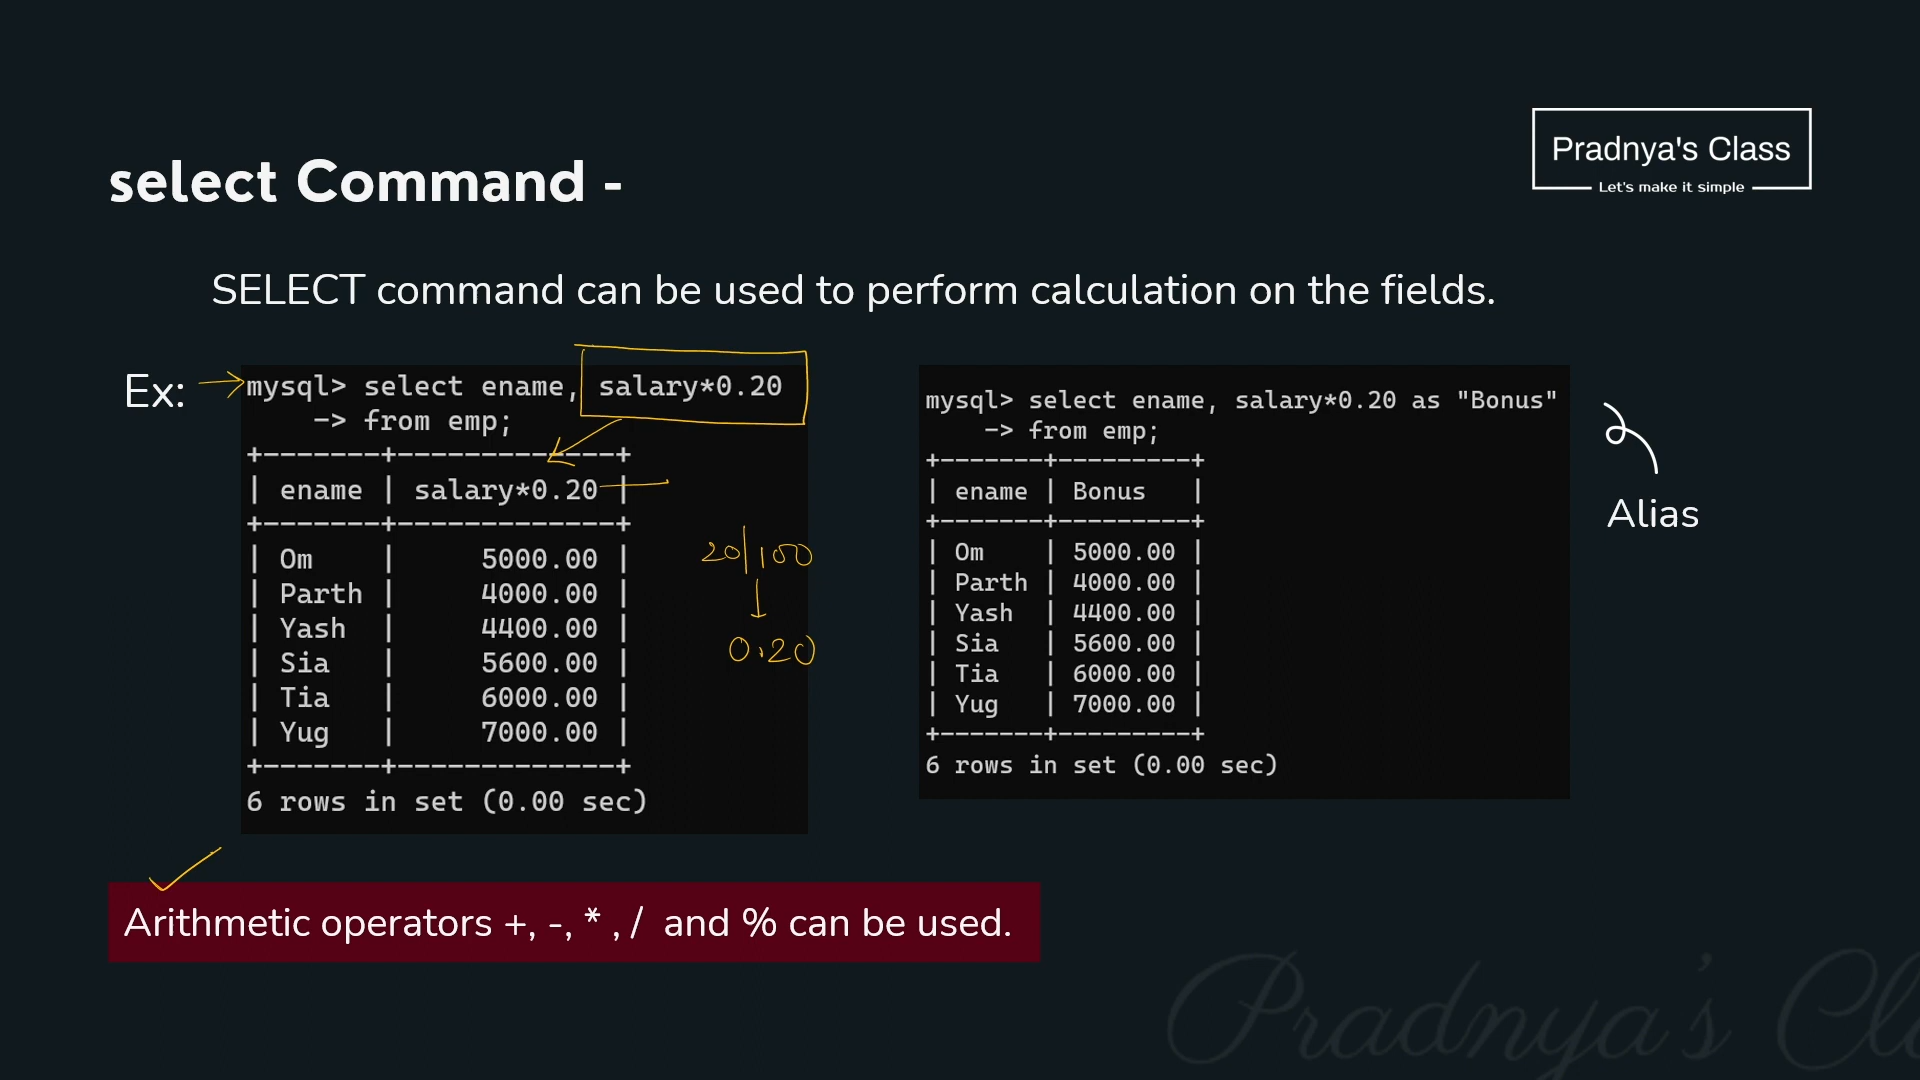 Pradnya's Class
Let's make it simple
select Command -
SELECT command can be used to perform calculation on the fields.
Ex:
mysql> select ename, salary*0.20
    -> from emp;
+-------+-------------+
| ename | salary*0.20 |
+-------+-------------+
| Om    |     5000.00 |
| Parth |     4000.00 |
| Yash  |     4400.00 |
| Sia   |     5600.00 |
| Tia   |     6000.00 |
| Yug   |     7000.00 |
+-------+-------------+
6 rows in set (0.00 sec)
20/100
0.20
mysql> select ename, salary*0.20 as "Bonus"
    -> from emp;
+-------+---------+
| ename | Bonus   |
+-------+---------+
| Om    | 5000.00 |
| Parth | 4000.00 |
| Yash  | 4400.00 |
| Sia   | 5600.00 |
| Tia   | 6000.00 |
| Yug   | 7000.00 |
+-------+---------+
6 rows in set (0.00 sec)
Alias
Arithmetic operators +, -, * , /  and % can be used.
Pradnya's Cl